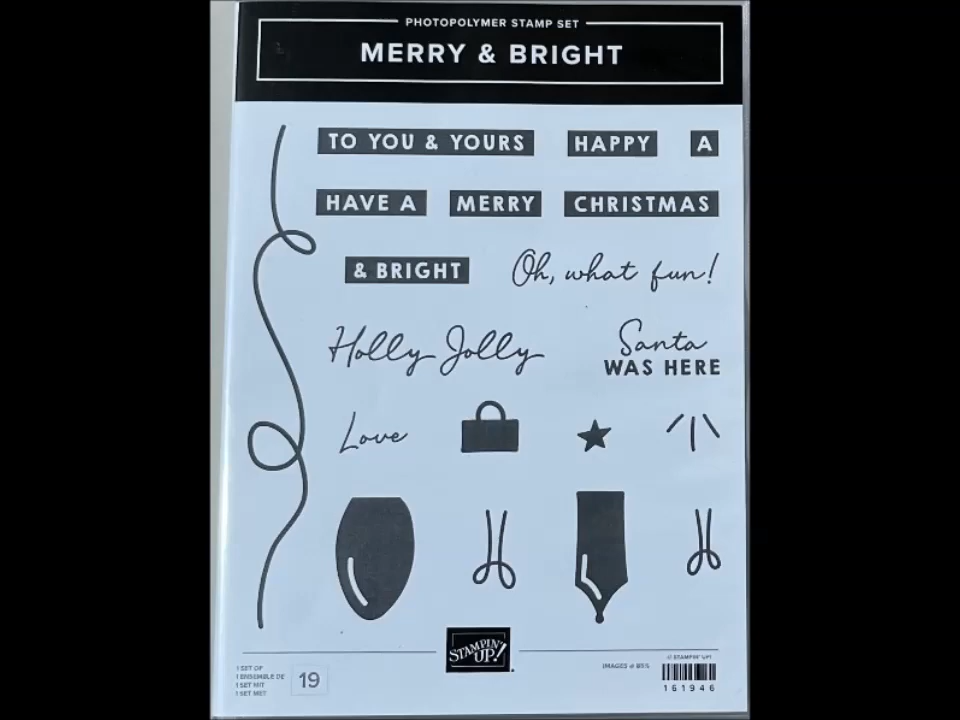 PHOTOPOLYMER STAMP SET
MERRY & BRIGHT
TO YOU & YOURS HAPPY A
HAVE A MERRY CHRISTMAS
& BRIGHT Oh, what fun!
Holly Jolly Santa
WAS HERE
Love
STAMPIN' UP!
1 SET OF
1 ENSEMBLE DE
1 SET MIT
1 SET MET
19
IMAGES @ 85%
© STAMPIN' UP!
161946